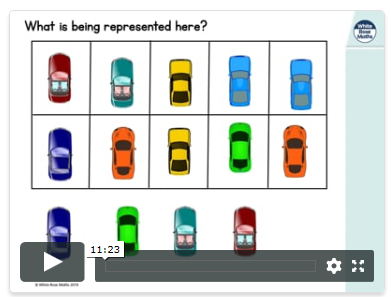 What is being represented here?
White
Rose
Maths
11:23
© White Rose Maths 2019